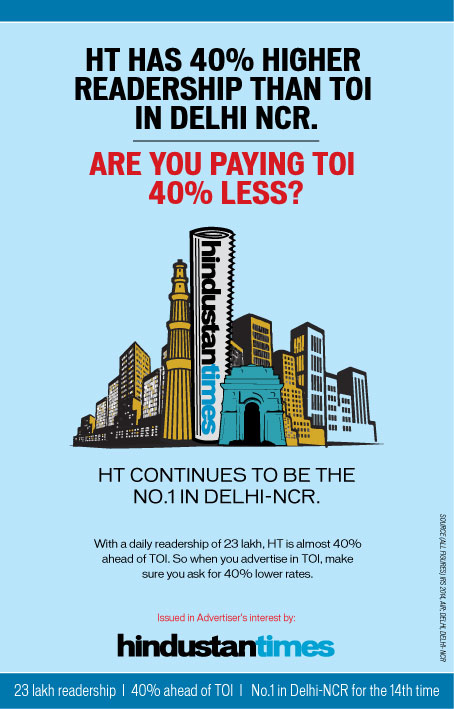 HT HAS 40% HIGHER
READERSHIP THAN TOI
IN DELHI NCR.
ARE YOU PAYING TOI
40% LESS?
hindustantimes
HT CONTINUES TO BE THE
NO.1 IN DELHI-NCR.
With a daily readership of 23 lakh, HT is almost 40%
ahead of TOI. So when you advertise in TOI, make
sure you ask for 40% lower rates.
Issued in Advertiser's interest by:
hindustantimes
SOURCE (ALL FIGURES) IRS 2014, AIR; DELHI, DELHI-NCR
23 lakh readership | 40% ahead of TOI | No.1 in Delhi-NCR for the 14th time